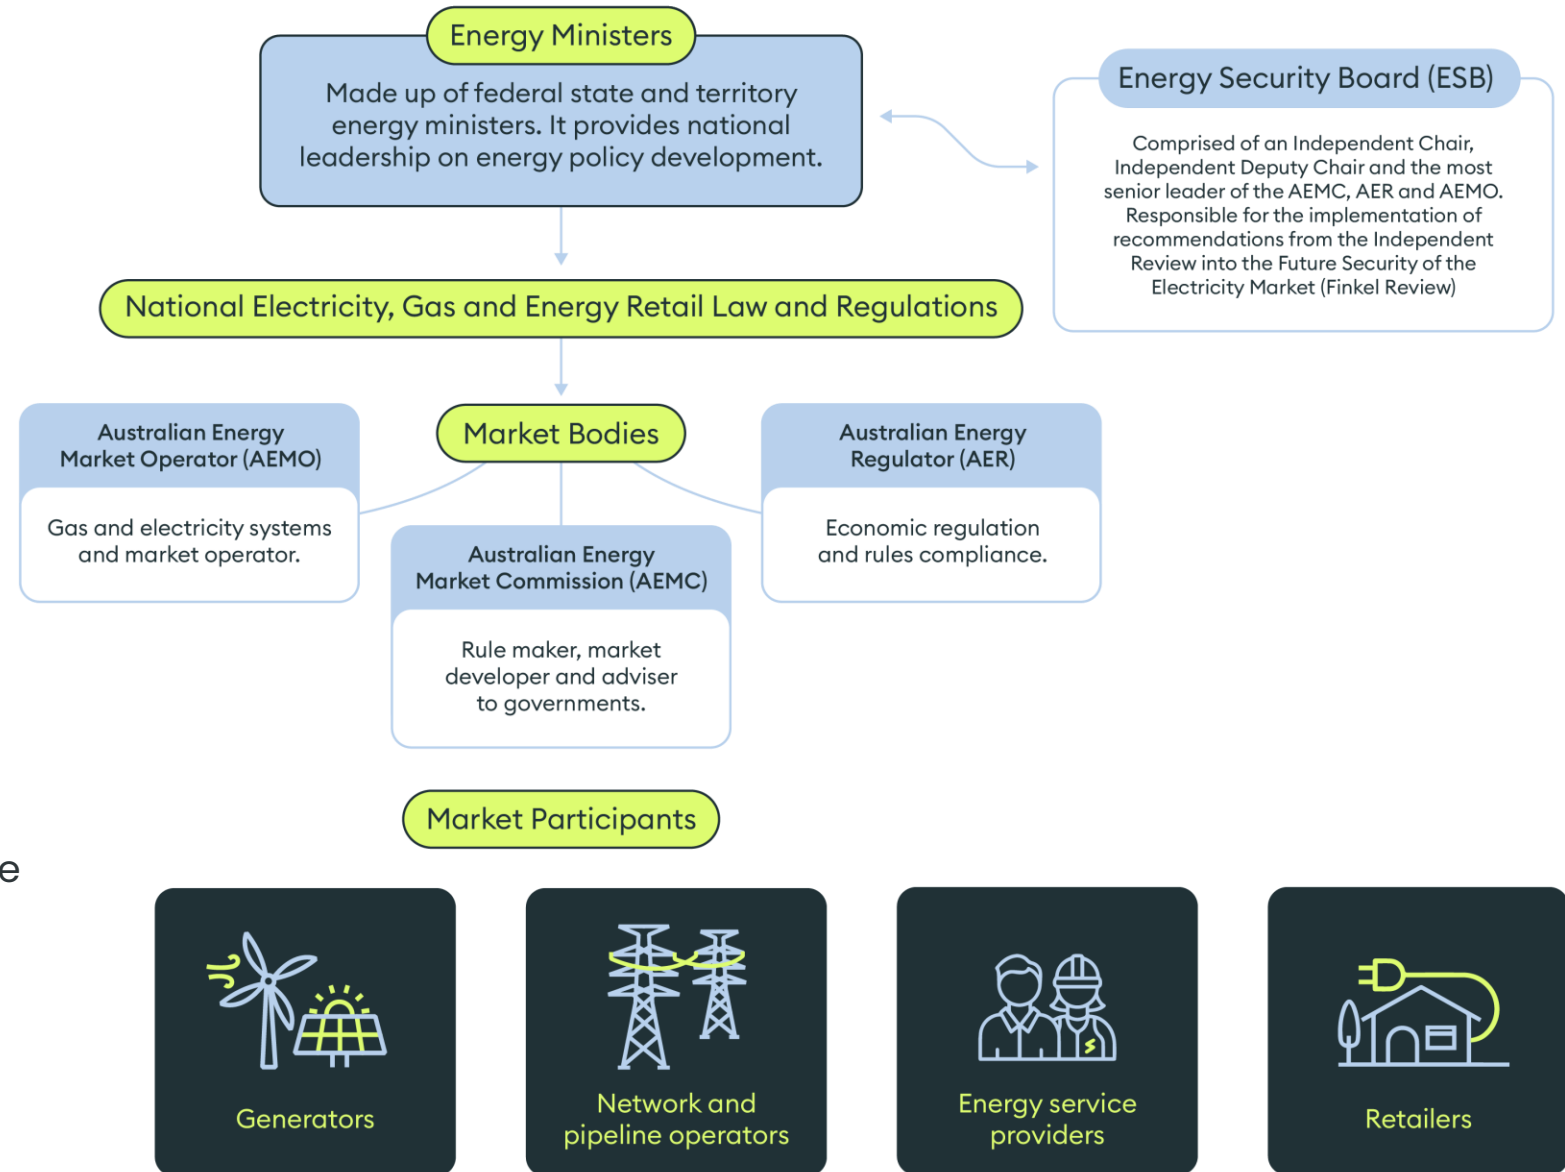 Energy Ministers
Made up of federal state and territory
energy ministers. It provides national
leadership on energy policy development.
Energy Security Board (ESB)
Comprised of an Independent Chair,
Independent Deputy Chair and the most
senior leader of the AEMC, AER and AEMO.
Responsible for the implementation of
recommendations from the Independent
Review into the Future Security of the
Electricity Market (Finkel Review)
National Electricity, Gas and Energy Retail Law and Regulations
Market Bodies
Australian Energy
Market Operator (AEMO)
Gas and electricity systems
and market operator.
Australian Energy
Market Commission (AEMC)
Rule maker, market
developer and adviser
to governments.
Australian Energy
Regulator (AER)
Economic regulation
and rules compliance.
Market Participants
e
Generators
Network and
pipeline operators
Energy service
providers
Retailers